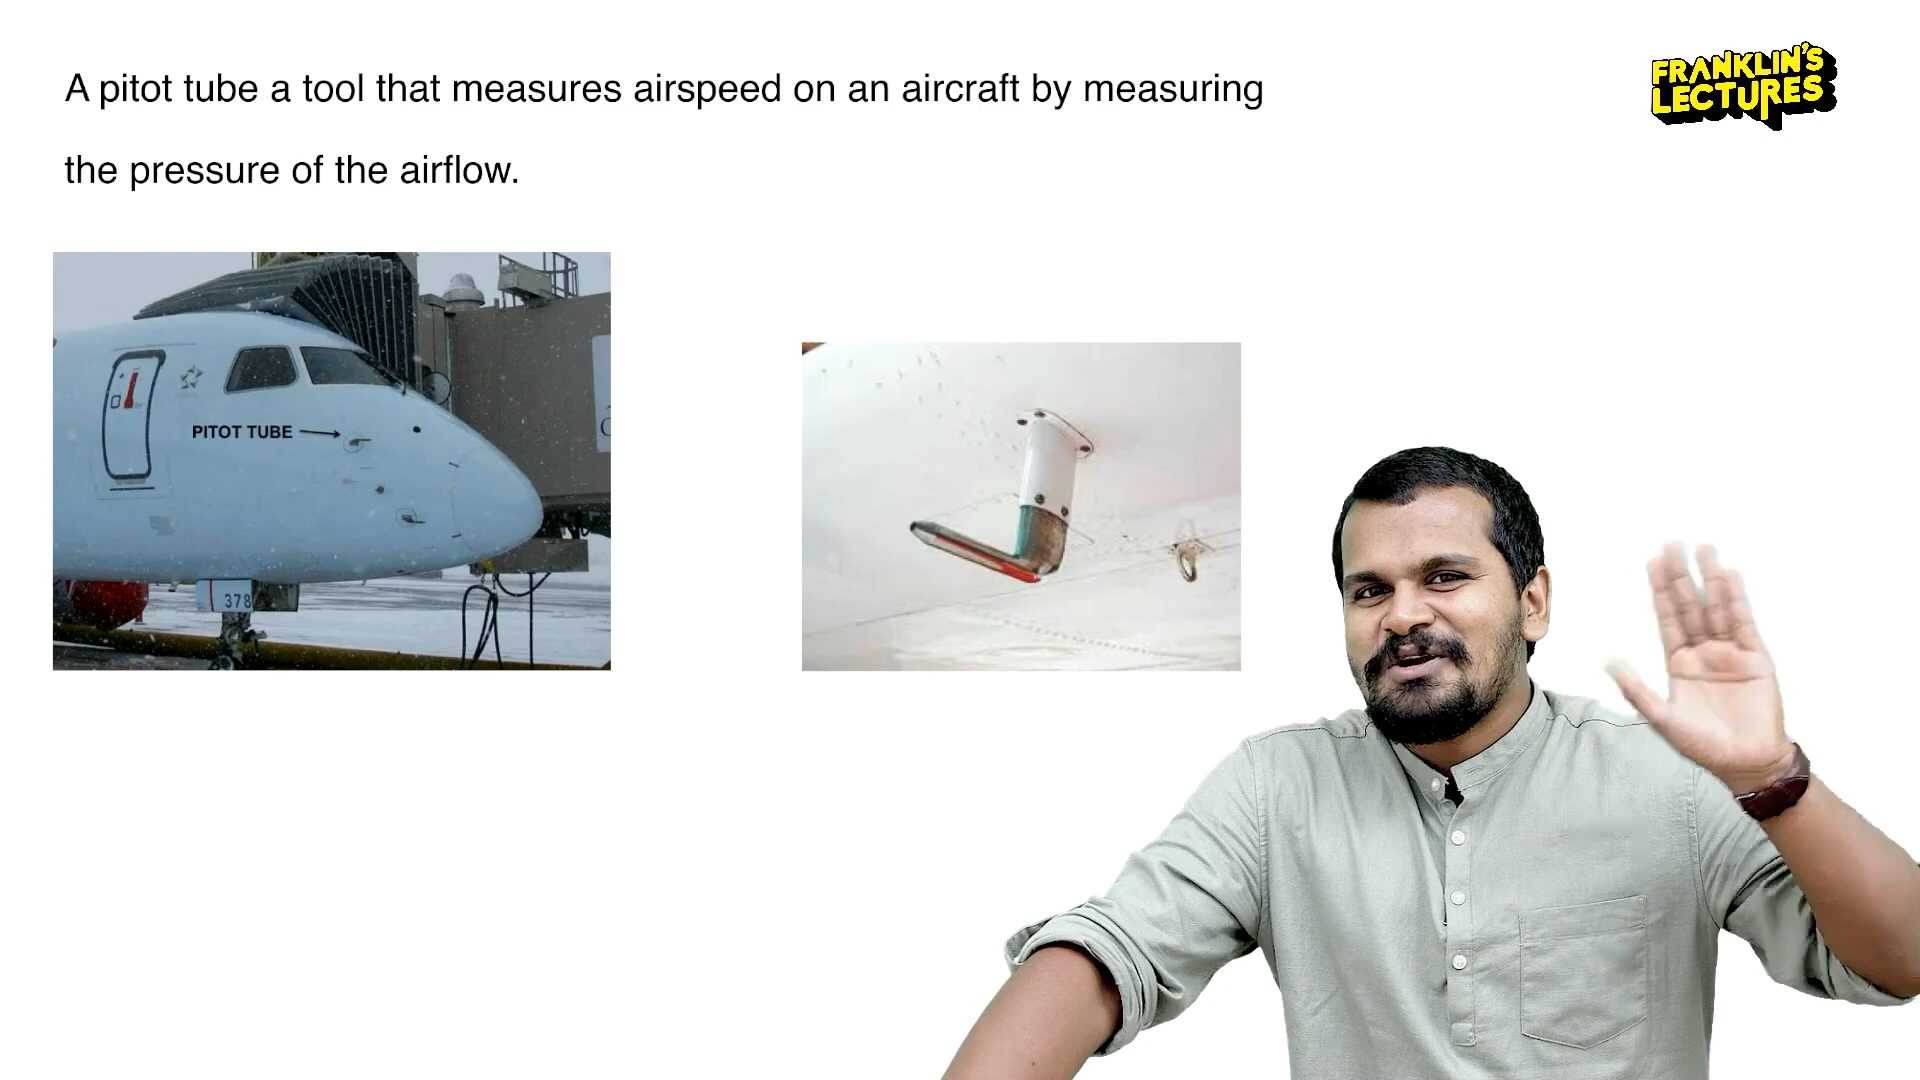 A pitot tube a tool that measures airspeed on an aircraft by measuring
the pressure of the airflow.
FRANKLIN'S
LECTURES
PITOT TUBE
378